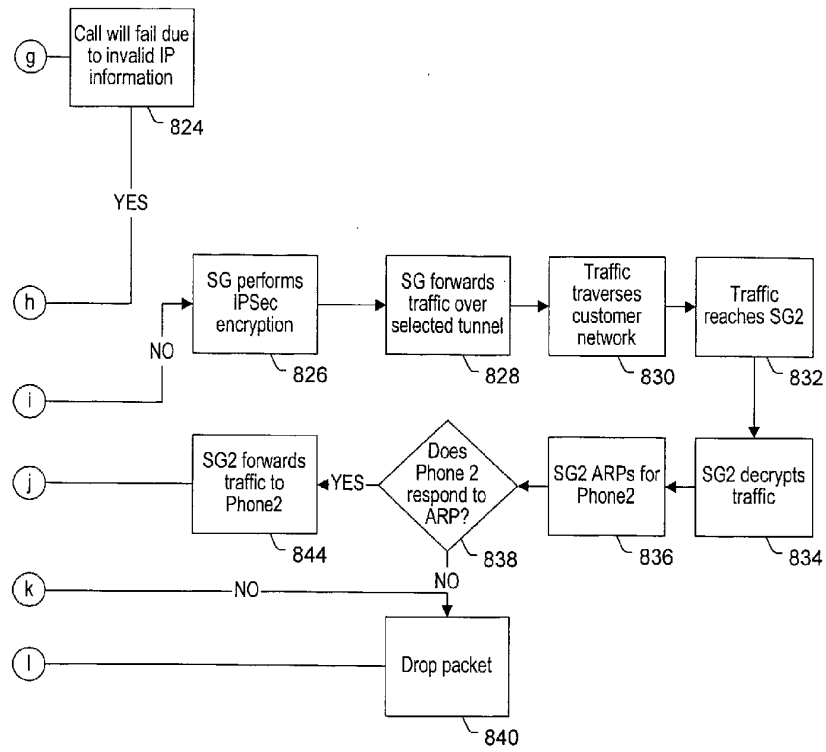 g
Call will fail due
to invalid IP
information
824
YES
h
SG performs
iPSec
encryption
826
SG forwards
traffic over
selected tunnel
828
Traffic
traverses
customer
network
830
Traffic
reaches SG2
832
NO
i
j
SG2 forwards
traffic to
Phone2
844
YES
Does
Phone 2
respond to
ARP?
838
SG2 ARPs for
Phone2
836
SG2 decrypts
traffic
834
NO
k
NO
l
Drop packet
840